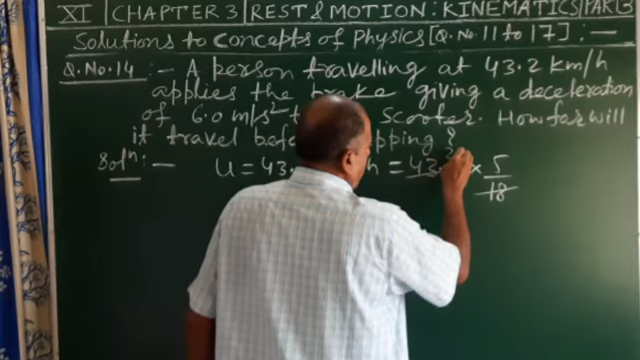 XI | CHAPTER 3 | REST & MOTION: KINEMATICS | PART 3
Solutions to Concepts of Physics [Q. No. 11 to 17] :-
Q. No. 14 :- A person travelling at 43.2 km/h
applies the brake giving a deceleration
of 6.0 m/s² scooter. How far will
it travel stopping ?
Solⁿ: - U = 43. h = 43. × 5/18